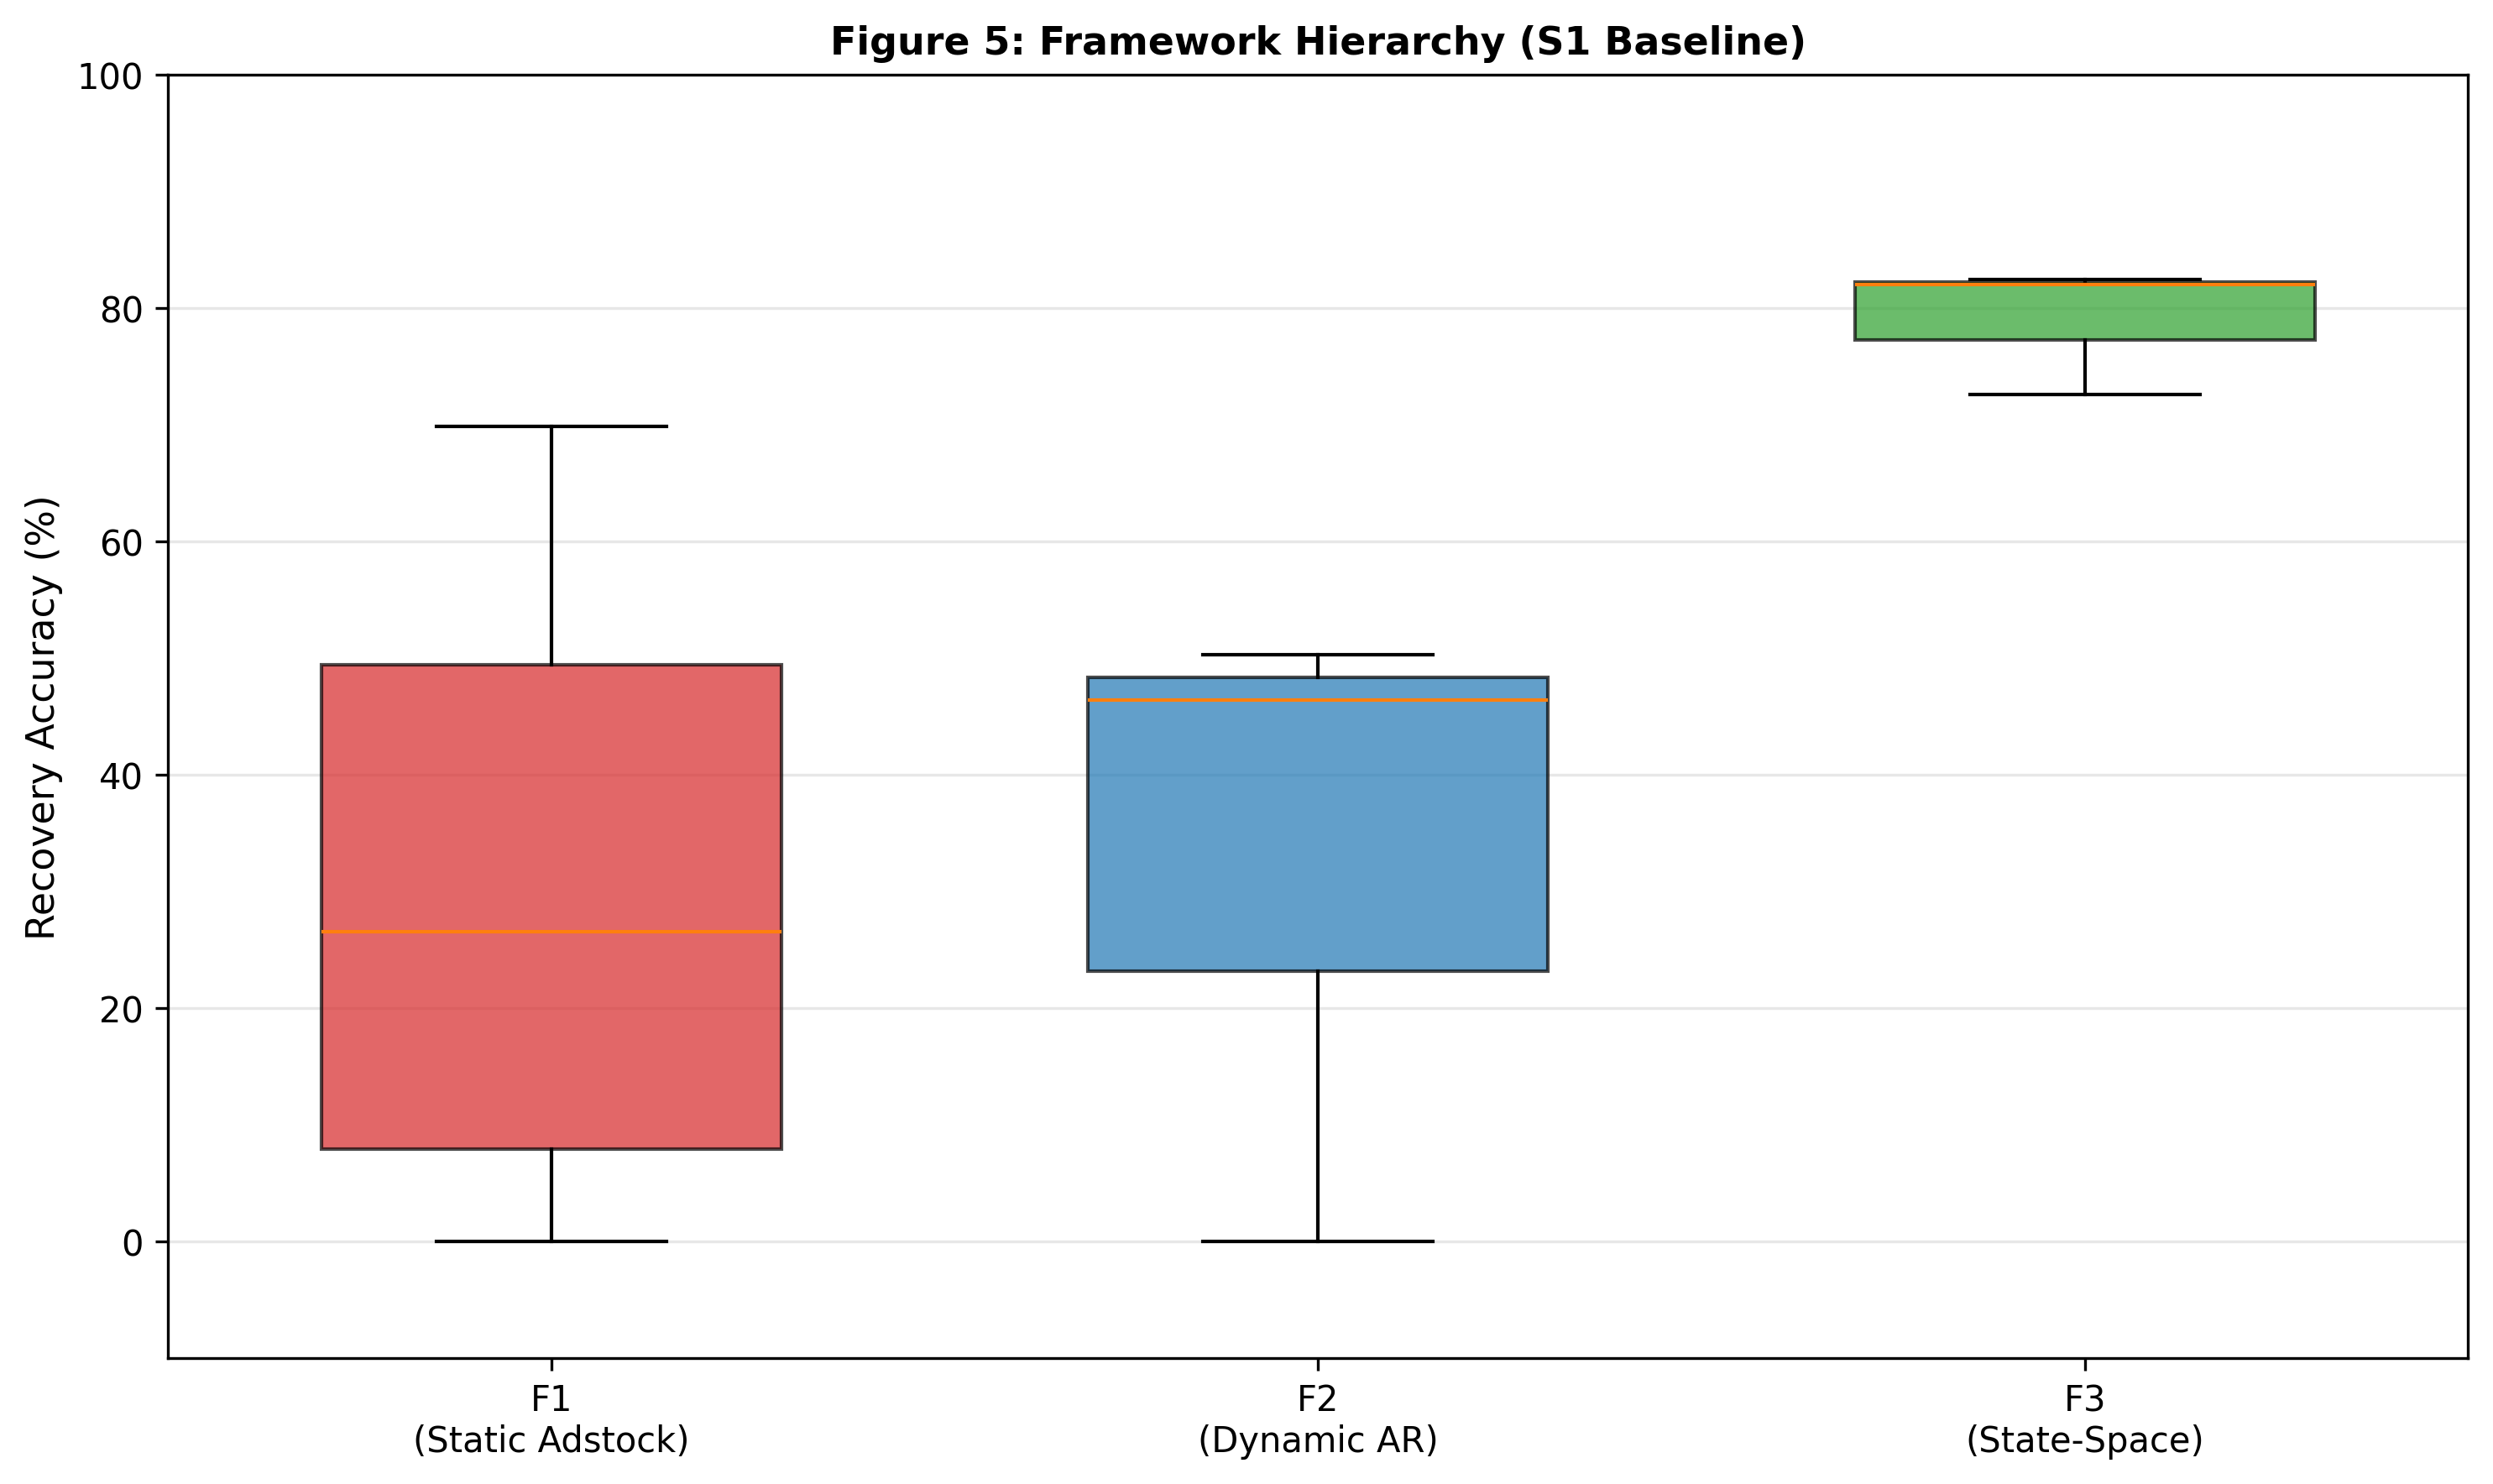 Figure 5: Framework Hierarchy (S1 Baseline)
Recovery Accuracy (%)
100
80
60
40
20
0
F1
(Static Adstock)
F2
(Dynamic AR)
F3
(State-Space)